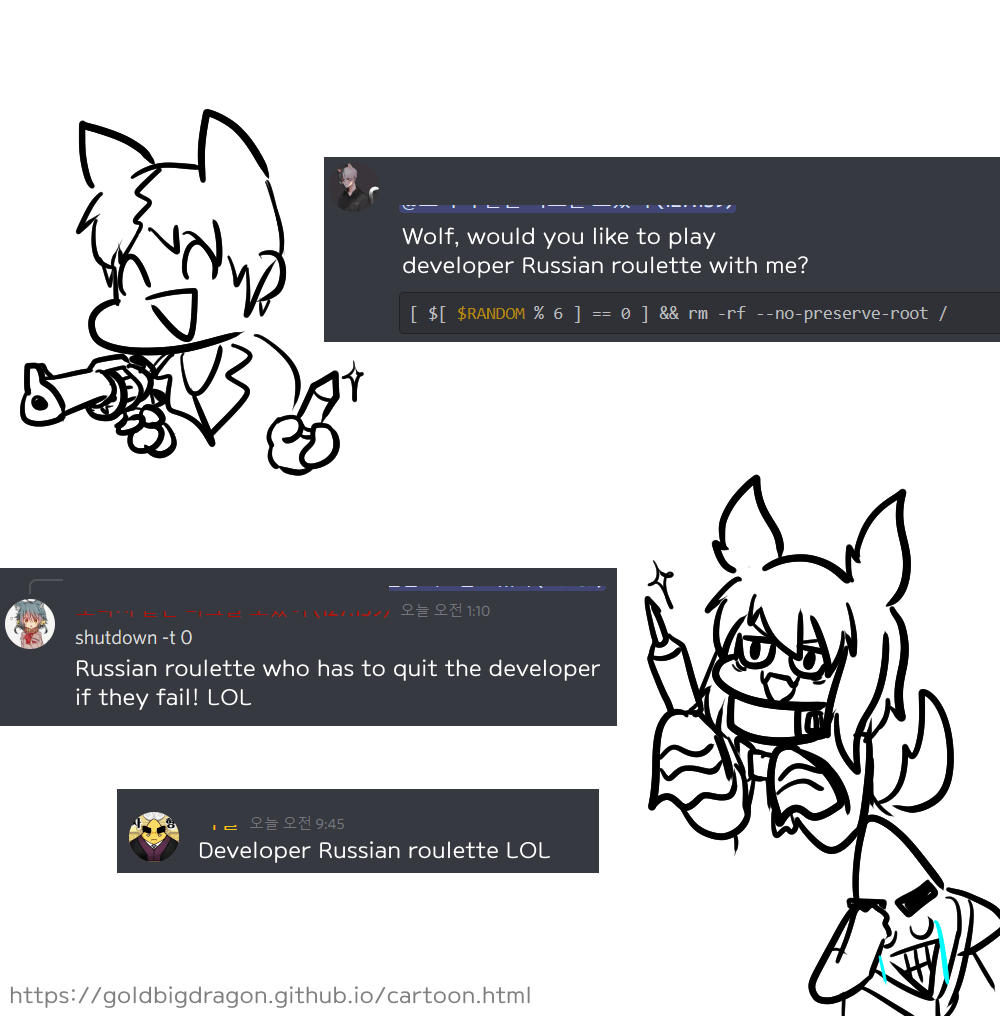 Wolf, would you like to play
developer Russian roulette with me?
[ $[ $RANDOM % 6 ] == 0 ] && rm -rf --no-preserve-root /
오늘 오전 1:10
shutdown -t 0
Russian roulette who has to quit the developer
if they fail! LOL
오늘 오전 9:45
Developer Russian roulette LOL
https://goldbigdragon.github.io/cartoon.html